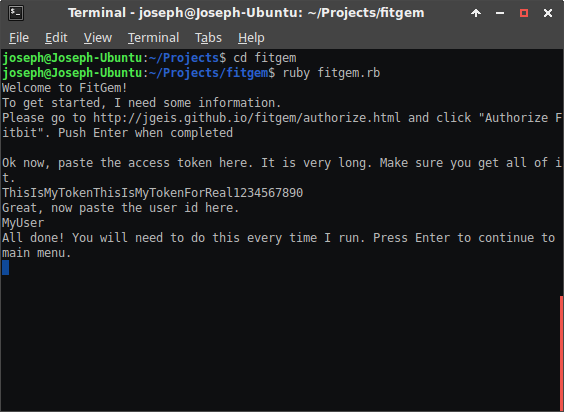 Terminal - joseph@Joseph-Ubuntu: ~/Projects/fitgem
File Edit View Terminal Tabs Help
joseph@Joseph-Ubuntu:~/Projects$ cd fitgem
joseph@Joseph-Ubuntu:~/Projects/fitgem$ ruby fitgem.rb
Welcome to FitGem!
To get started, I need some information.
Please go to http://jgeis.github.io/fitgem/authorize.html and click "Authorize F
itbit". Push Enter when completed
Ok now, paste the access token here. It is very long. Make sure you get all of i
t.
ThisIsMyTokenThisIsMyTokenForReal1234567890
Great, now paste the user id here.
MyUser
All done! You will need to do this every time I run. Press Enter to continue to
main menu.